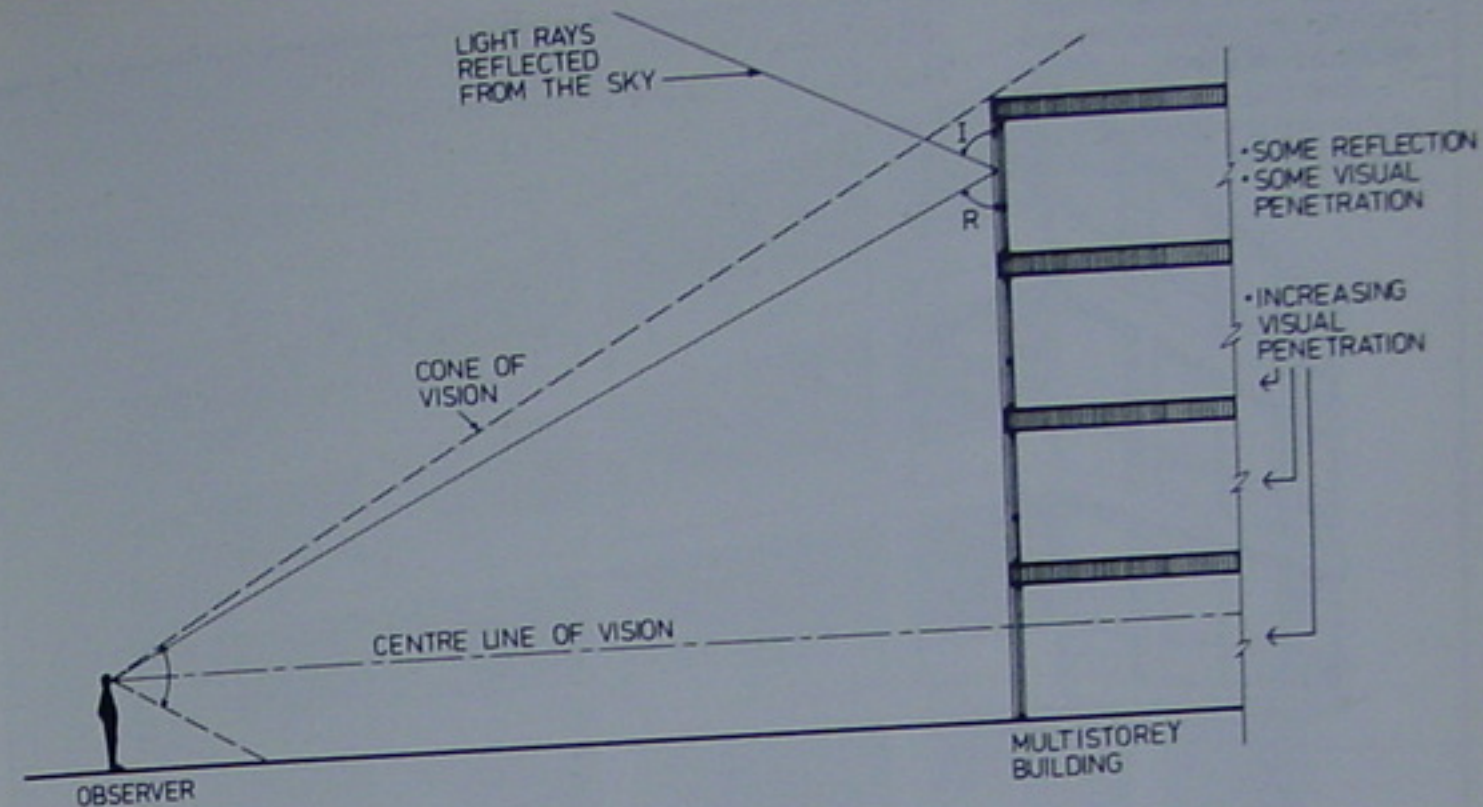 LIGHT RAYS
REFLECTED
FROM THE SKY
I
R
• SOME REFLECTION
• SOME VISUAL
PENETRATION
• INCREASING
VISUAL
PENETRATION
CONE OF
VISION
CENTRE LINE OF VISION
OBSERVER
MULTISTOREY
BUILDING